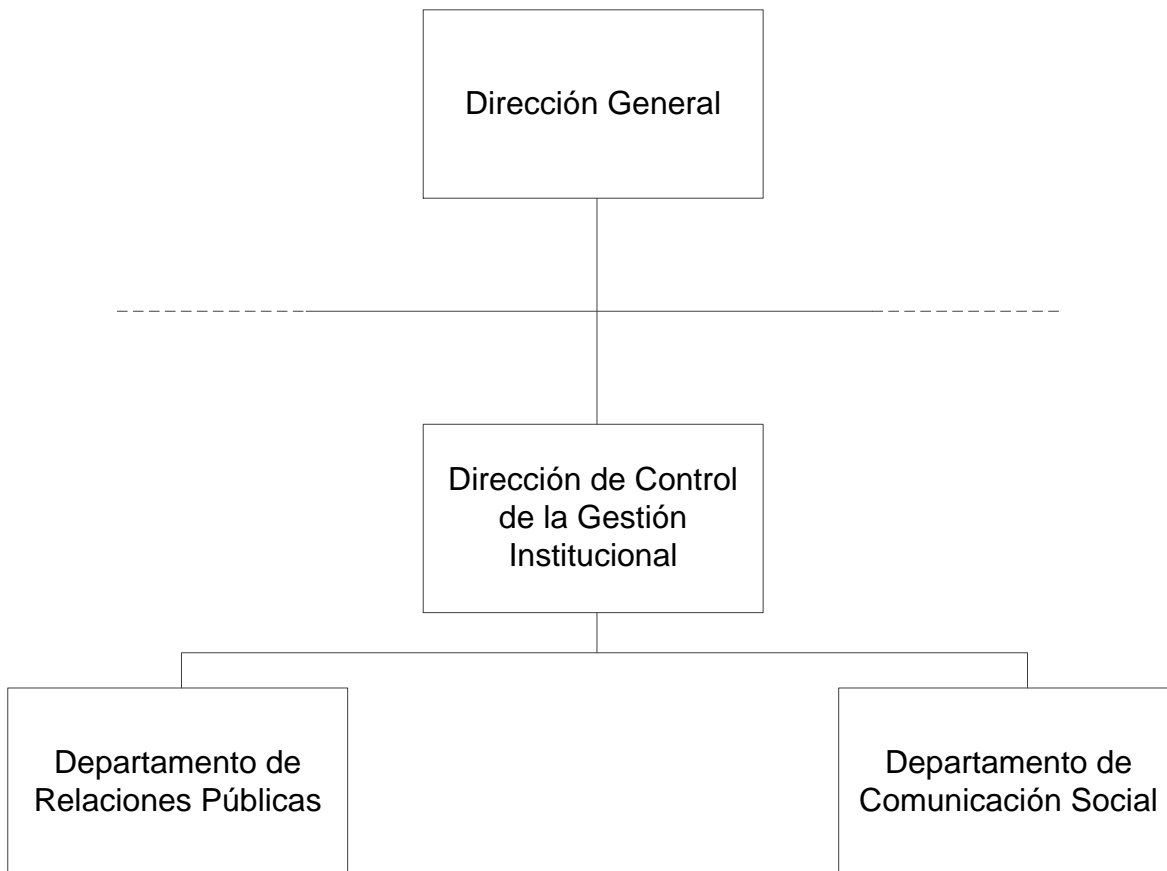 Dirección General
Dirección de Control
de la Gestión
Institucional
Departamento de
Relaciones Públicas
Departamento de
Comunicación Social